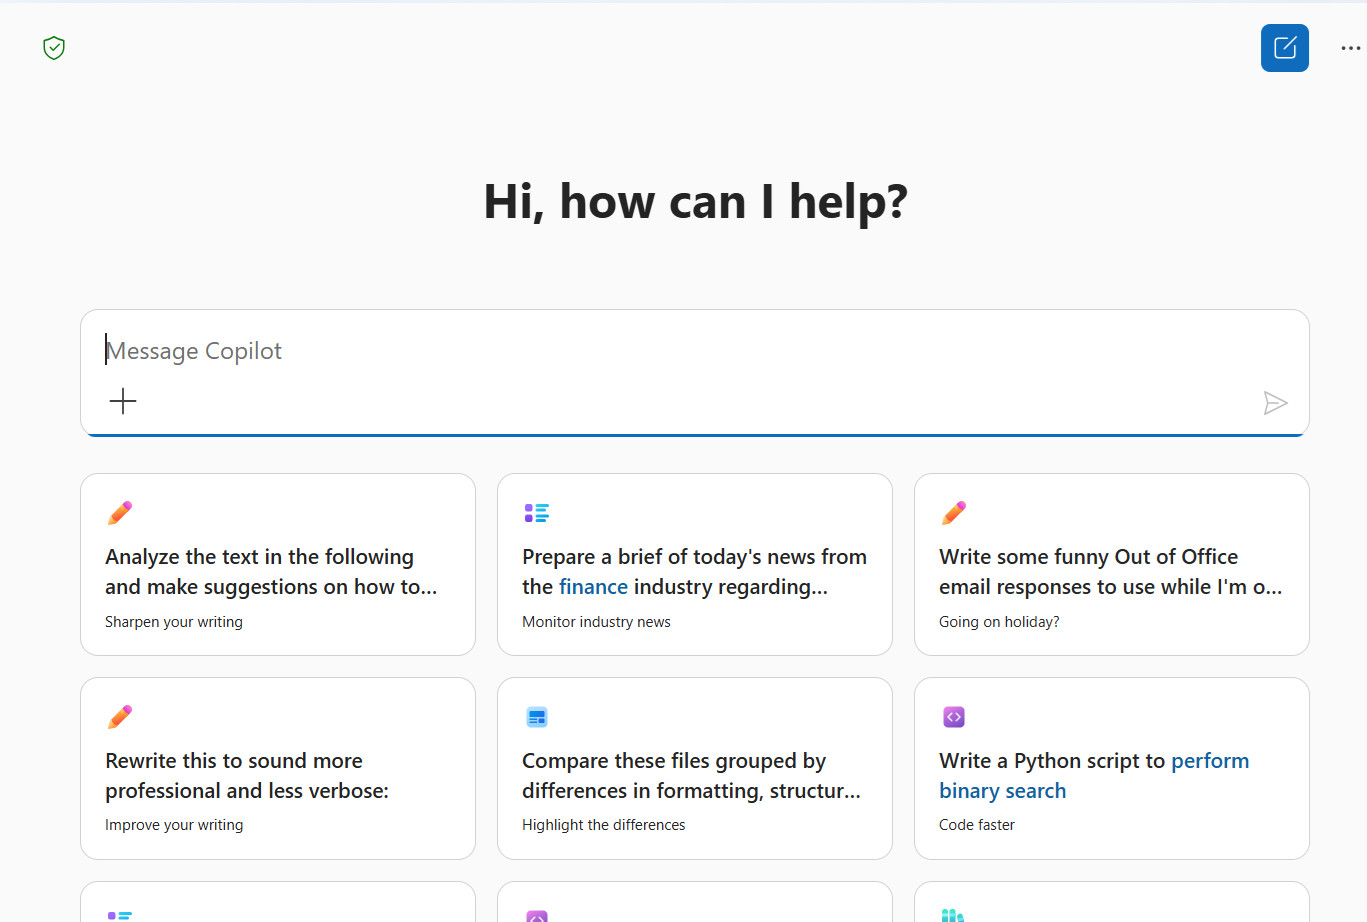 Hi, how can I help?
Message Copilot
Analyze the text in the following
and make suggestions on how to...
Sharpen your writing
Prepare a brief of today's news from
the finance industry regarding...
Monitor industry news
Write some funny Out of Office
email responses to use while I'm o...
Going on holiday?
Rewrite this to sound more
professional and less verbose:
Improve your writing
Compare these files grouped by
differences in formatting, structur...
Highlight the differences
Write a Python script to perform
binary search
Code faster